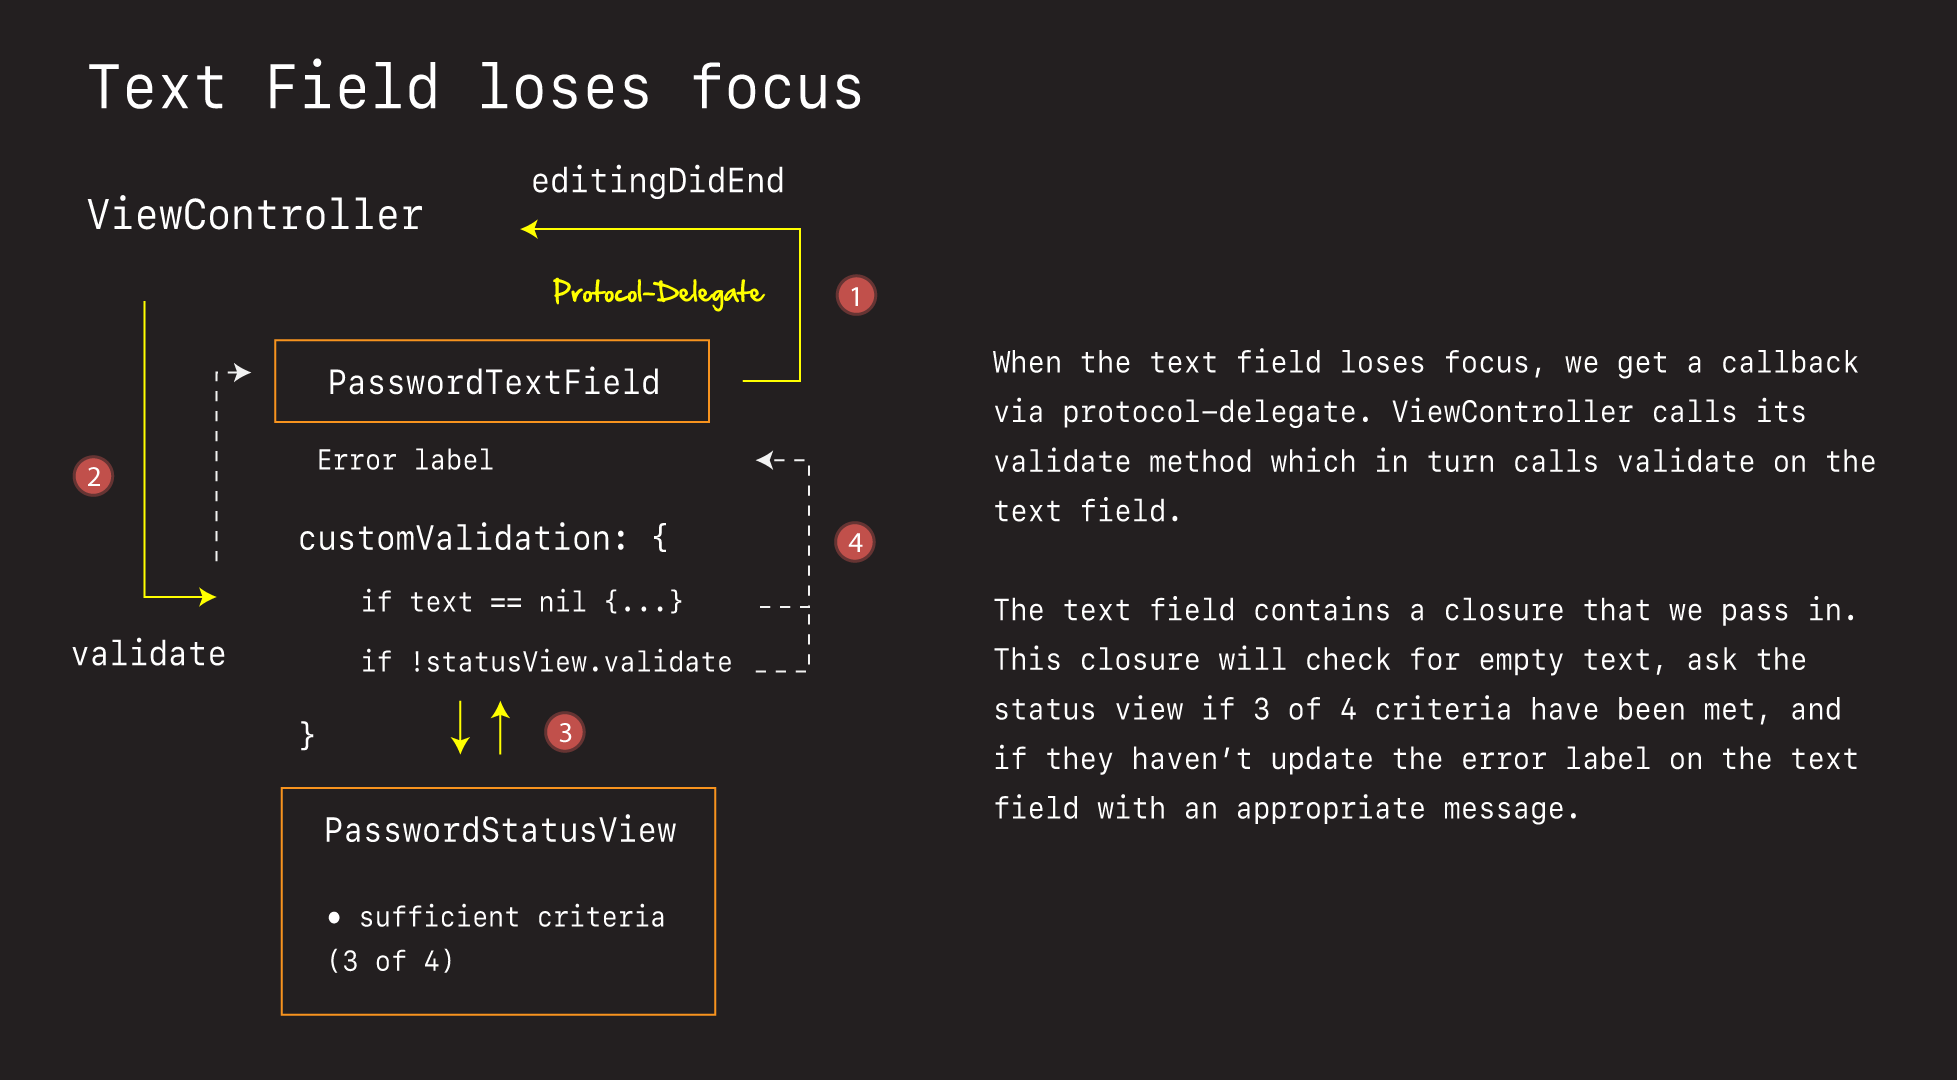 Text Field loses focus
editingDidEnd
ViewController
Protocol-Delegate
1
PasswordTextField
Error label
2
customValidation: {
4
if text == nil {...}
validate
if !statusView.validate
}
3
PasswordStatusView
• sufficient criteria
(3 of 4)
When the text field loses focus, we get a callback
via protocol–delegate. ViewController calls its
validate method which in turn calls validate on the
text field.
The text field contains a closure that we pass in.
This closure will check for empty text, ask the
status view if 3 of 4 criteria have been met, and
if they haven’t update the error label on the text
field with an appropriate message.